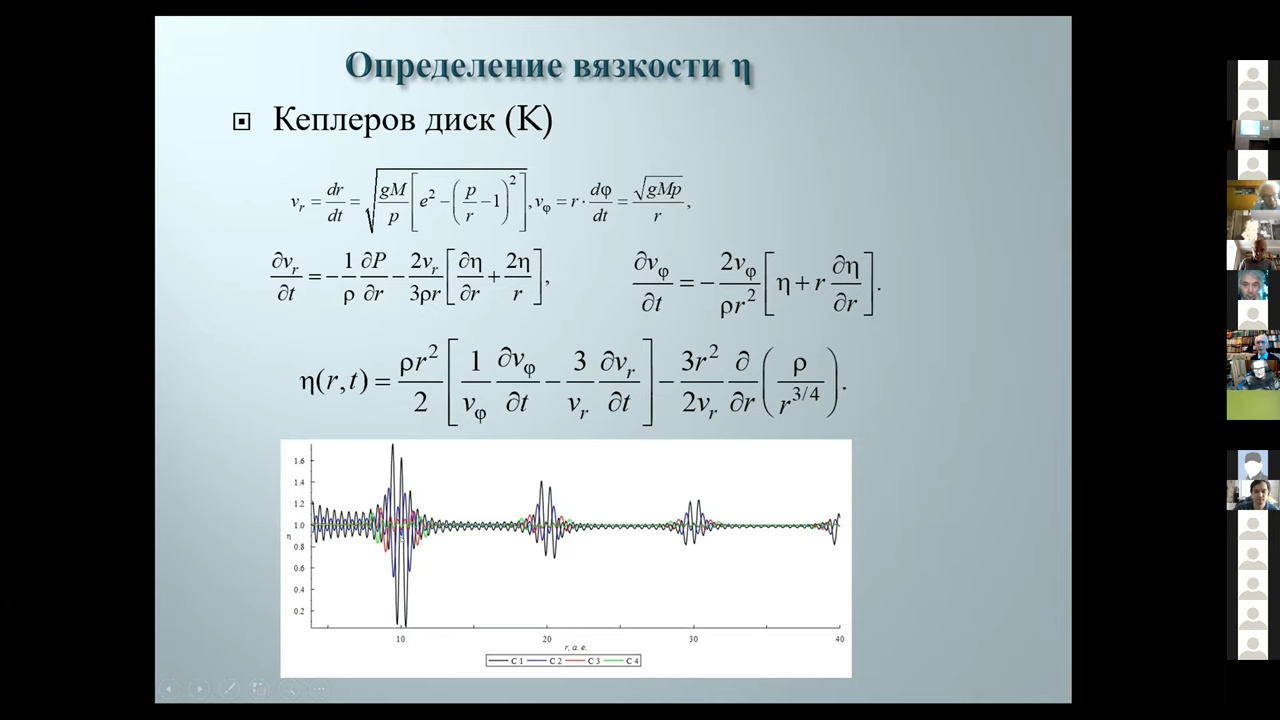 Определение вязкости η
Кеплеров диск (K)
v_r = dr/dt = √(gM/p [e² − (p/r − 1)²]), v_φ = r · dφ/dt = √(gMp)/r,
∂v_r/∂t = − 1/ρ ∂P/∂r − 2v_r/3ρr [∂η/∂r + 2η/r], ∂v_φ/∂t = − 2v_φ/ρr² [η + r ∂η/∂r].
η(r,t) = ρr²/2 [1/v_φ ∂v_φ/∂t − 3/v_r ∂v_r/∂t] − 3r²/2v_r ∂/∂r (ρ/r^3/4).
1.6
1.4
1.2
1.0
0.8
0.6
0.4
0.2
10 20 30 40
r, а. е.
C 1 C 2 C 3 C 4